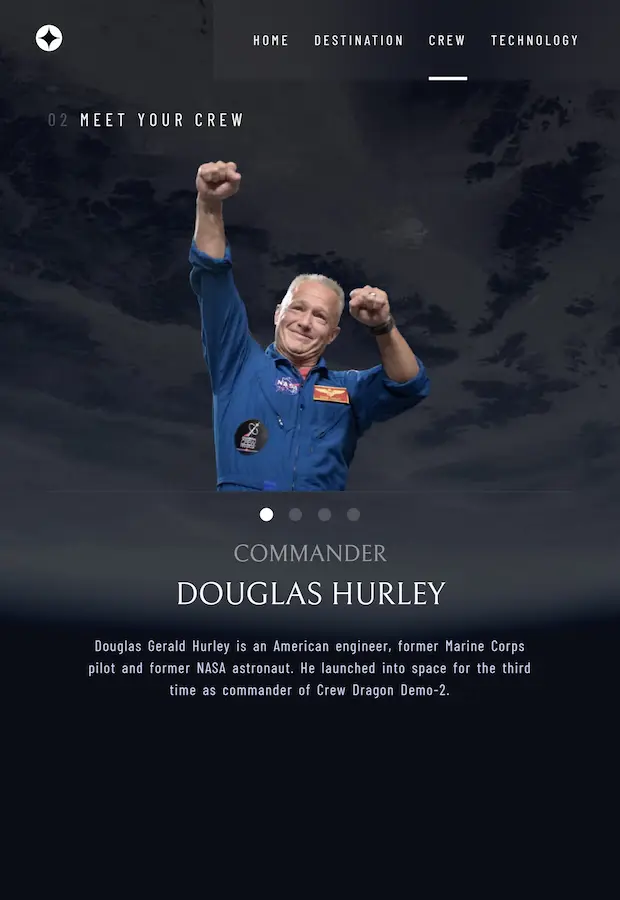 HOME DESTINATION CREW TECHNOLOGY
02 MEET YOUR CREW
NASA
COMMANDER
DOUGLAS HURLEY
Douglas Gerald Hurley is an American engineer, former Marine Corps
pilot and former NASA astronaut. He launched into space for the third
time as commander of Crew Dragon Demo-2.